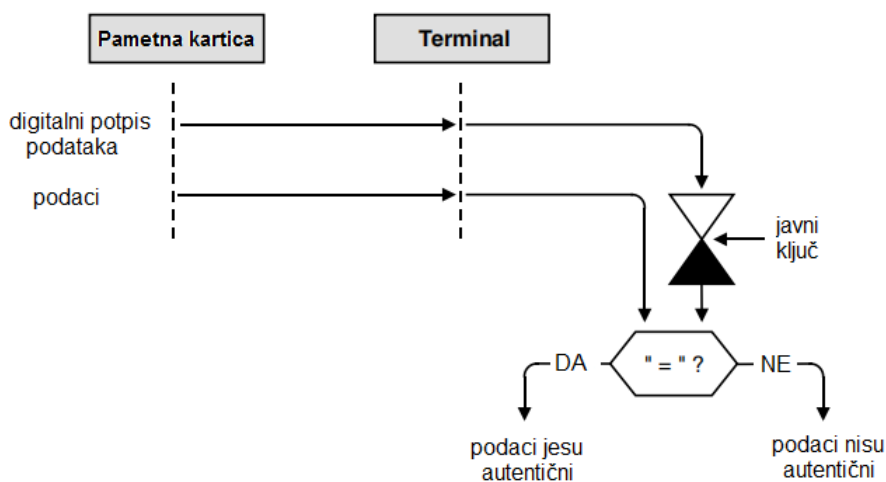 Pametna kartica
Terminal
digitalni potpis
podataka
podaci
javni
ključ
DA
" = " ?
NE
podaci jesu
autentični
podaci nisu
autentični